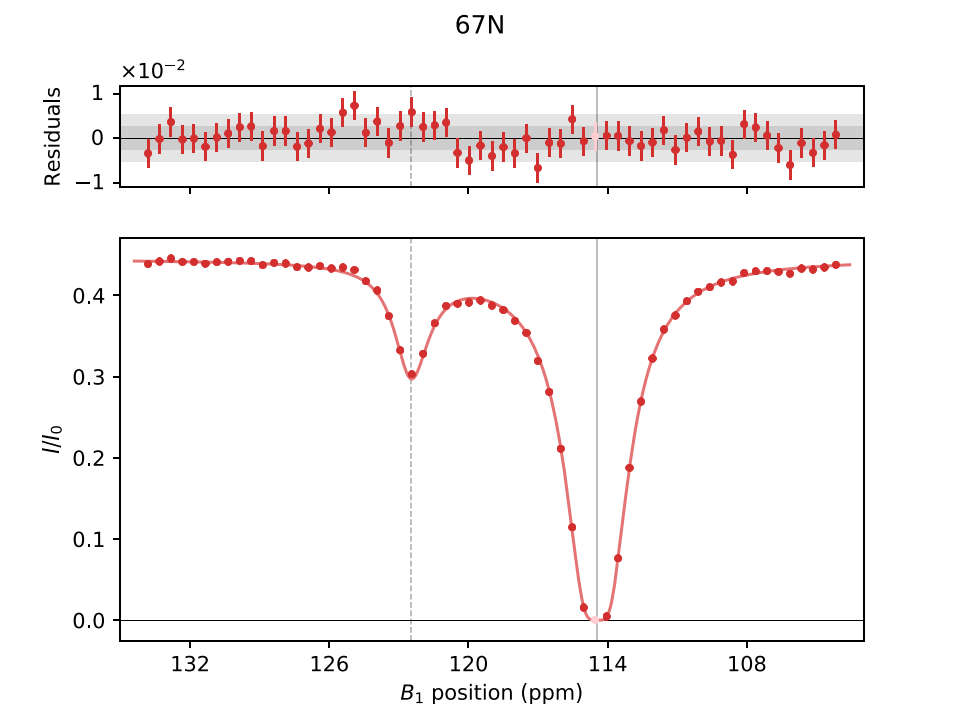 67N
×10⁻²
Residuals
1
0
−1
I/I₀
0.4
0.3
0.2
0.1
0.0
132 126 120 114 108
B₁ position (ppm)